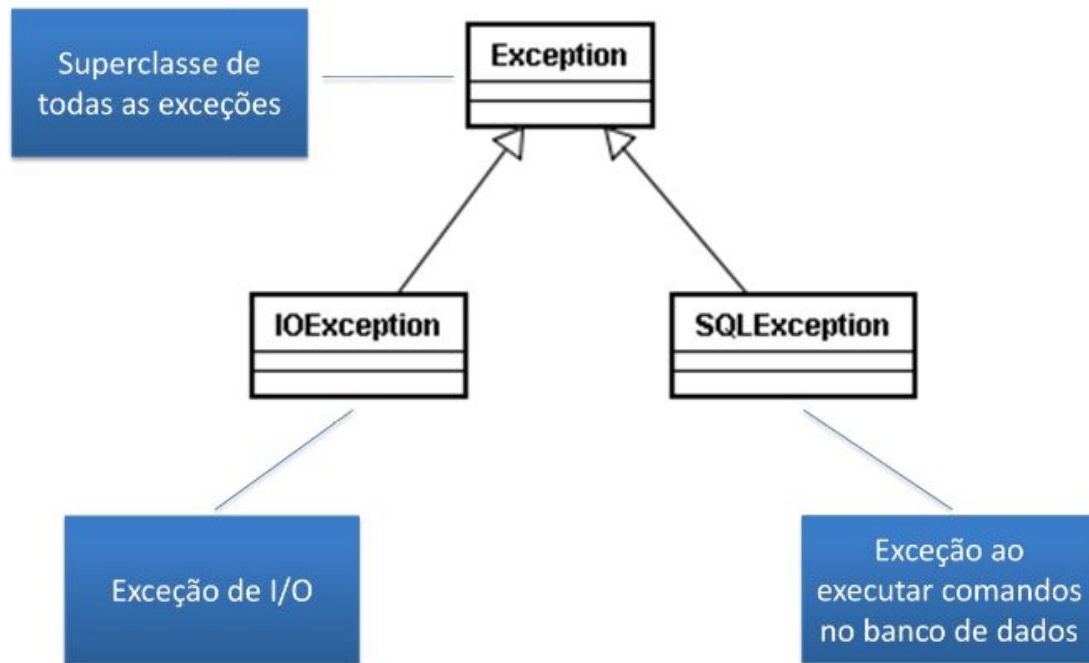 Superclasse de
todas as exceções
Exception
IOException
SQLException
Exceção de I/O
Exceção ao
executar comandos
no banco de dados